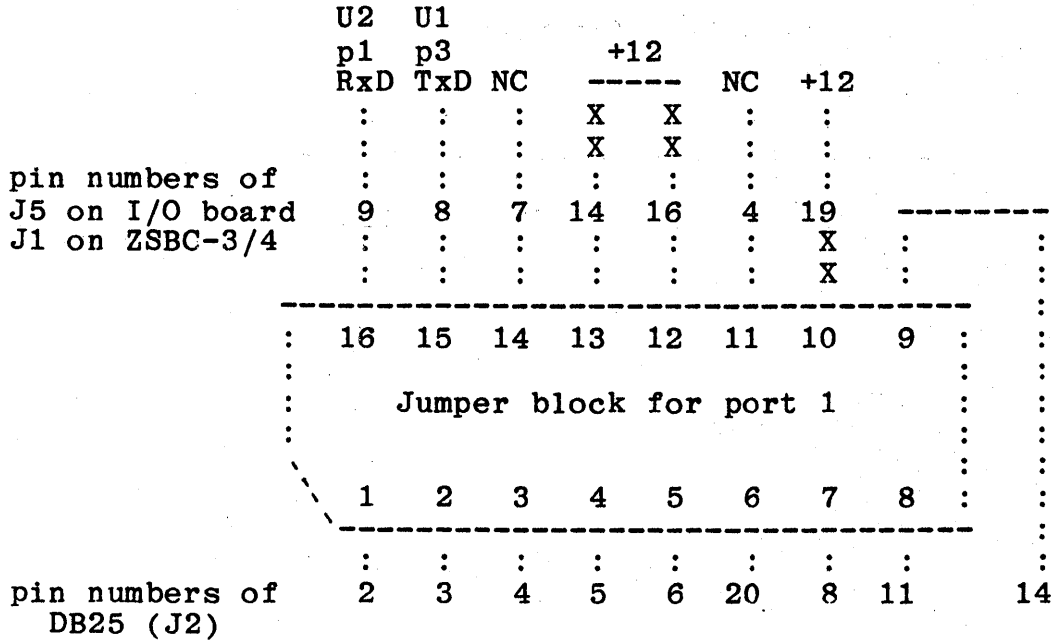 U2  U1
              p1  p3      +12
              RxD TxD NC  -----   NC  +12
               :   :   :   X   X   :   :
               :   :   :   X   X   :   :
pin numbers of :   :   :   :   :   :   :
J5 on I/O board 9   8   7  14  16   4  19   --------
J1 on ZSBC-3/4 :   :   :   :   :   :   X   :      :
               :   :   :   :   :   :   X   :      :
           ------------------------------------   :
           :  16  15  14  13  12  11  10   9  :   :
           :                                  :   :
           :     Jumper block for port 1      :   :
           :                                  :   :
            \                                 :   :
             \ 1   2   3   4   5   6   7   8  :   :
              \--------------------------------   :
               :   :   :   :   :   :   :   :      :
pin numbers of 2   3   4   5   6  20   8  11     14
  DB25 (J2)